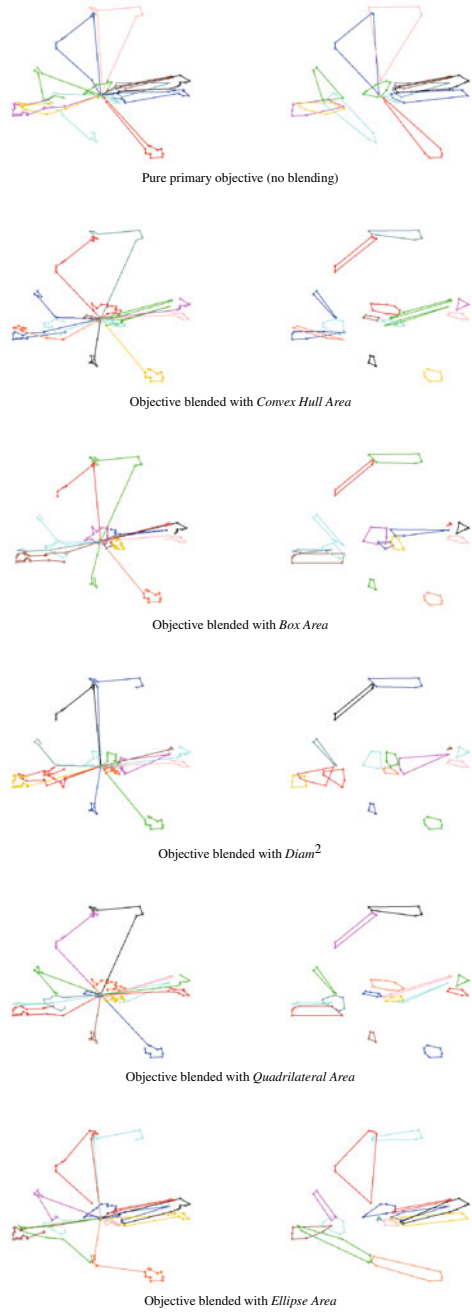 Pure primary objective (no blending)
Objective blended with Convex Hull Area
Objective blended with Box Area
Objective blended with Diam²
Objective blended with Quadrilateral Area
Objective blended with Ellipse Area